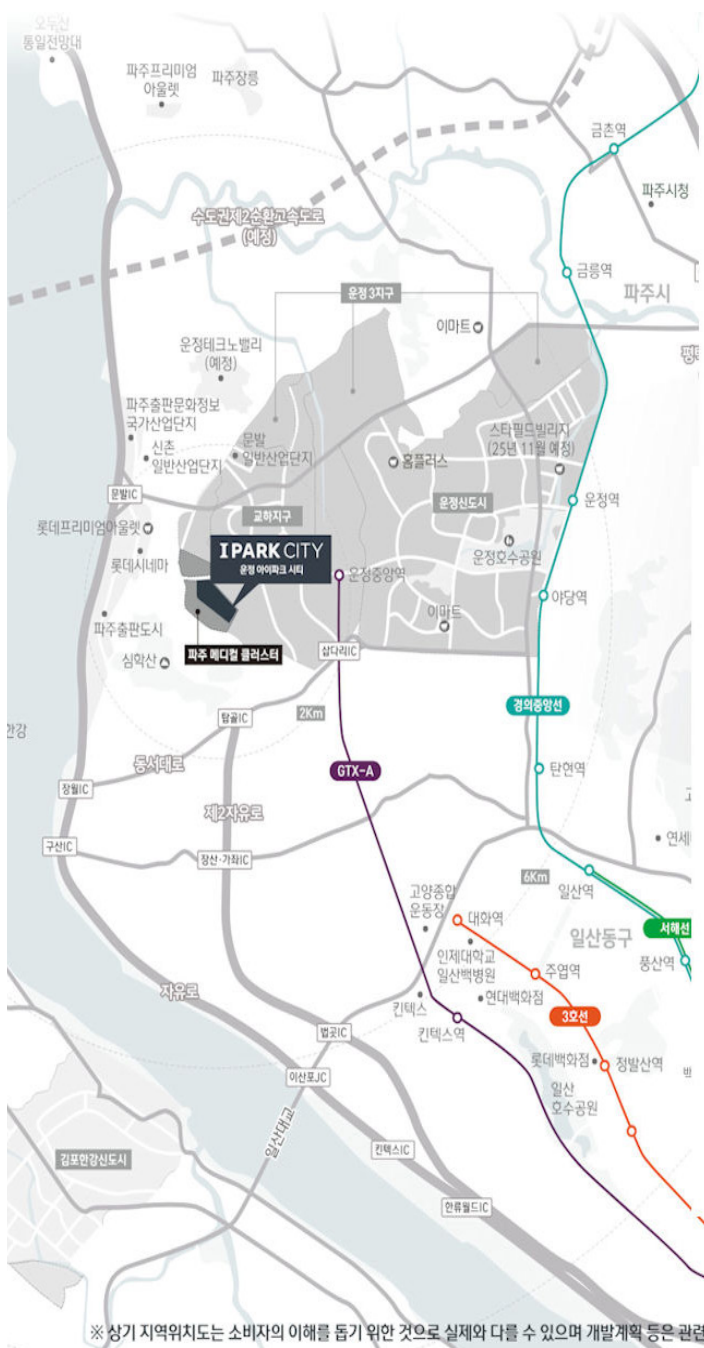 오두산
통일전망대
파주프리미엄
아울렛
파주장릉
금촌역
파주시청
수도권제2순환고속도로
(예정)
금릉역
파주시
운정3지구
이마트
운정테크노밸리
(예정)
파주출판문화정보
국가산업단지
신촌
일반산업단지
문발
일반산업단지
홈플러스
스타필드빌리지
(25년 11월 예정)
문발IC
교하지구
운정신도시
운정역
롯데프리미엄아울렛
롯데시네마
IPARK CITY
운정 아이파크 시티
운정중앙역
운정호수공원
야당역
파주출판도시
이마트
심학산
파주 메디컬 클러스터
삽다리IC
한강
탑골IC
2Km
경의중앙선
동서대로
GTX-A
탄현역
장월IC
제2자유로
구산IC
장산·가좌IC
연세
6Km
일산역
고양종합
운동장
대화역
서해선
일산동구
풍산역
인제대학교
일산백병원
주엽역
킨텍스
현대백화점
킨텍스역
3호선
자유로
법곳IC
롯데백화점
정발산역
이산포JC
일산
호수공원
일산대교
킨텍스IC
김포한강신도시
한류월드IC
※ 상기 지역위치도는 소비자의 이해를 돕기 위한 것으로 실제와 다를 수 있으며 개발계획 등은 관련